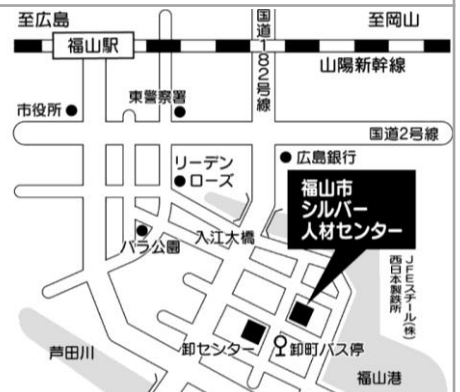 至広島
国道182号線
至岡山
福山駅
山陽新幹線
市役所
東警察署
国道2号線
広島銀行
リーデン
ローズ
福山市
シルバー
人材センター
バラ公園
入江大橋
JFEスチール(株)
西日本製鉄所
芦田川
卸センター
卸町バス停
福山港